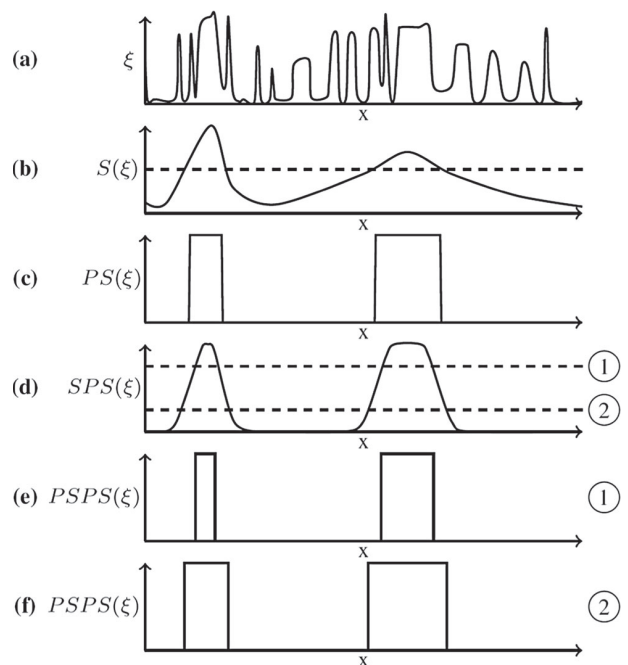 (a) ξ
x
(b) S(ξ)
x
(c) PS(ξ)
x
(d) SPS(ξ) 1
2
x
(e) PSPS(ξ) 1
x
(f) PSPS(ξ) 2
x